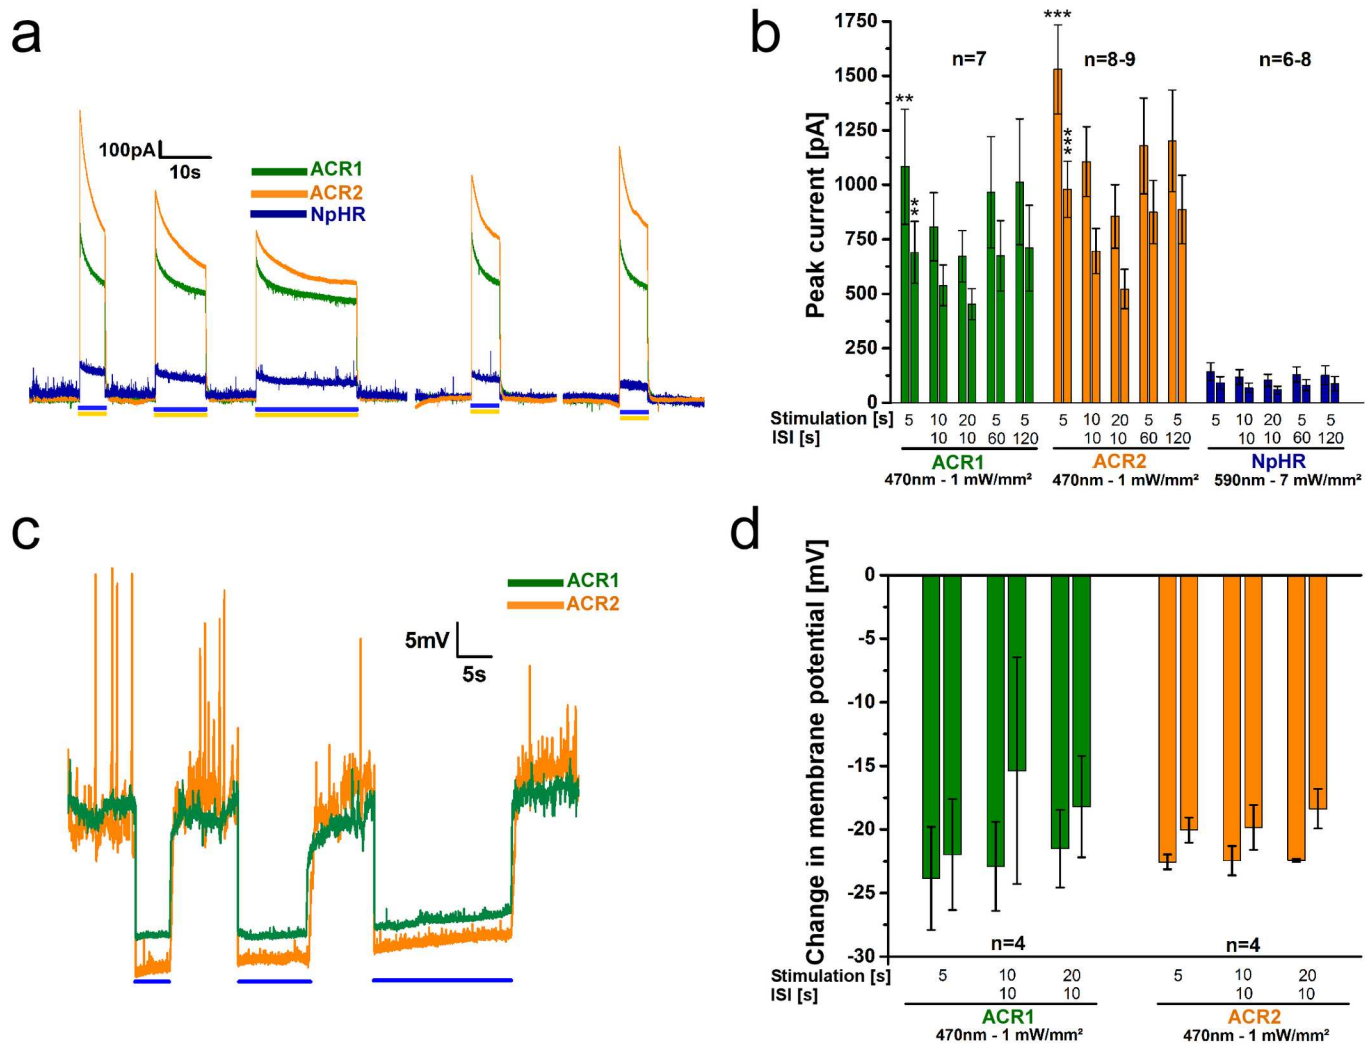 a
100pA
10s
ACR1
ACR2
NpHR
b
Peak current [pA]
1750
1500
1250
1000
750
500
250
0
n=7
n=8-9
n=6-8
**
**
***
***
Stimulation [s] 5 10 20 5 5 5 10 20 5 5 5 10 20 5 5
ISI [s] 10 10 60 120 10 10 60 120 10 10 60 120
ACR1 ACR2 NpHR
470nm - 1 mW/mm² 470nm - 1 mW/mm² 590nm - 7 mW/mm²
c
ACR1
ACR2
5mV
5s
d
Change in membrane potential [mV]
0
-5
-10
-15
-20
-25
-30
n=4
n=4
Stimulation [s] 5 10 20 5 10 20
ISI [s] 10 10 10 10
ACR1 ACR2
470nm - 1 mW/mm² 470nm - 1 mW/mm²